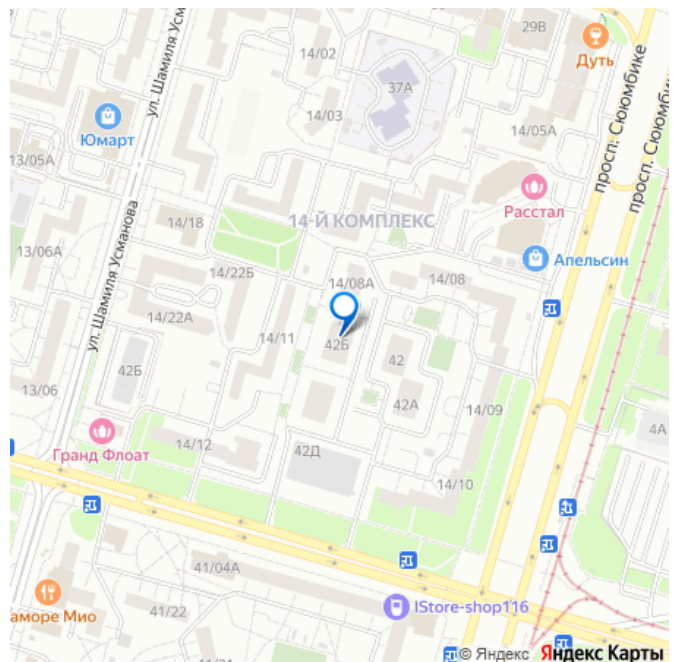 29В
Дуть
14/02
ул. Шамиля Усм
37А
просп. Сююмбике
14/03
Юмарт
14/05А
просп. Сююмбике
13/05А
Расстал
14/18
14-Й КОМПЛЕКС
ул. Шамиля Усманова
13/06А
Апельсин
14/22Б
14/08А
14/08
14/22А
14/11
42Б
42
42Б
13/06
42А
14/09
4А
Гранд Флоат
14/12
42Д
14/10
41/04А
аморе Мио
41/22
IStore-shop116
14/21
© Яндекс Яндекс Карты